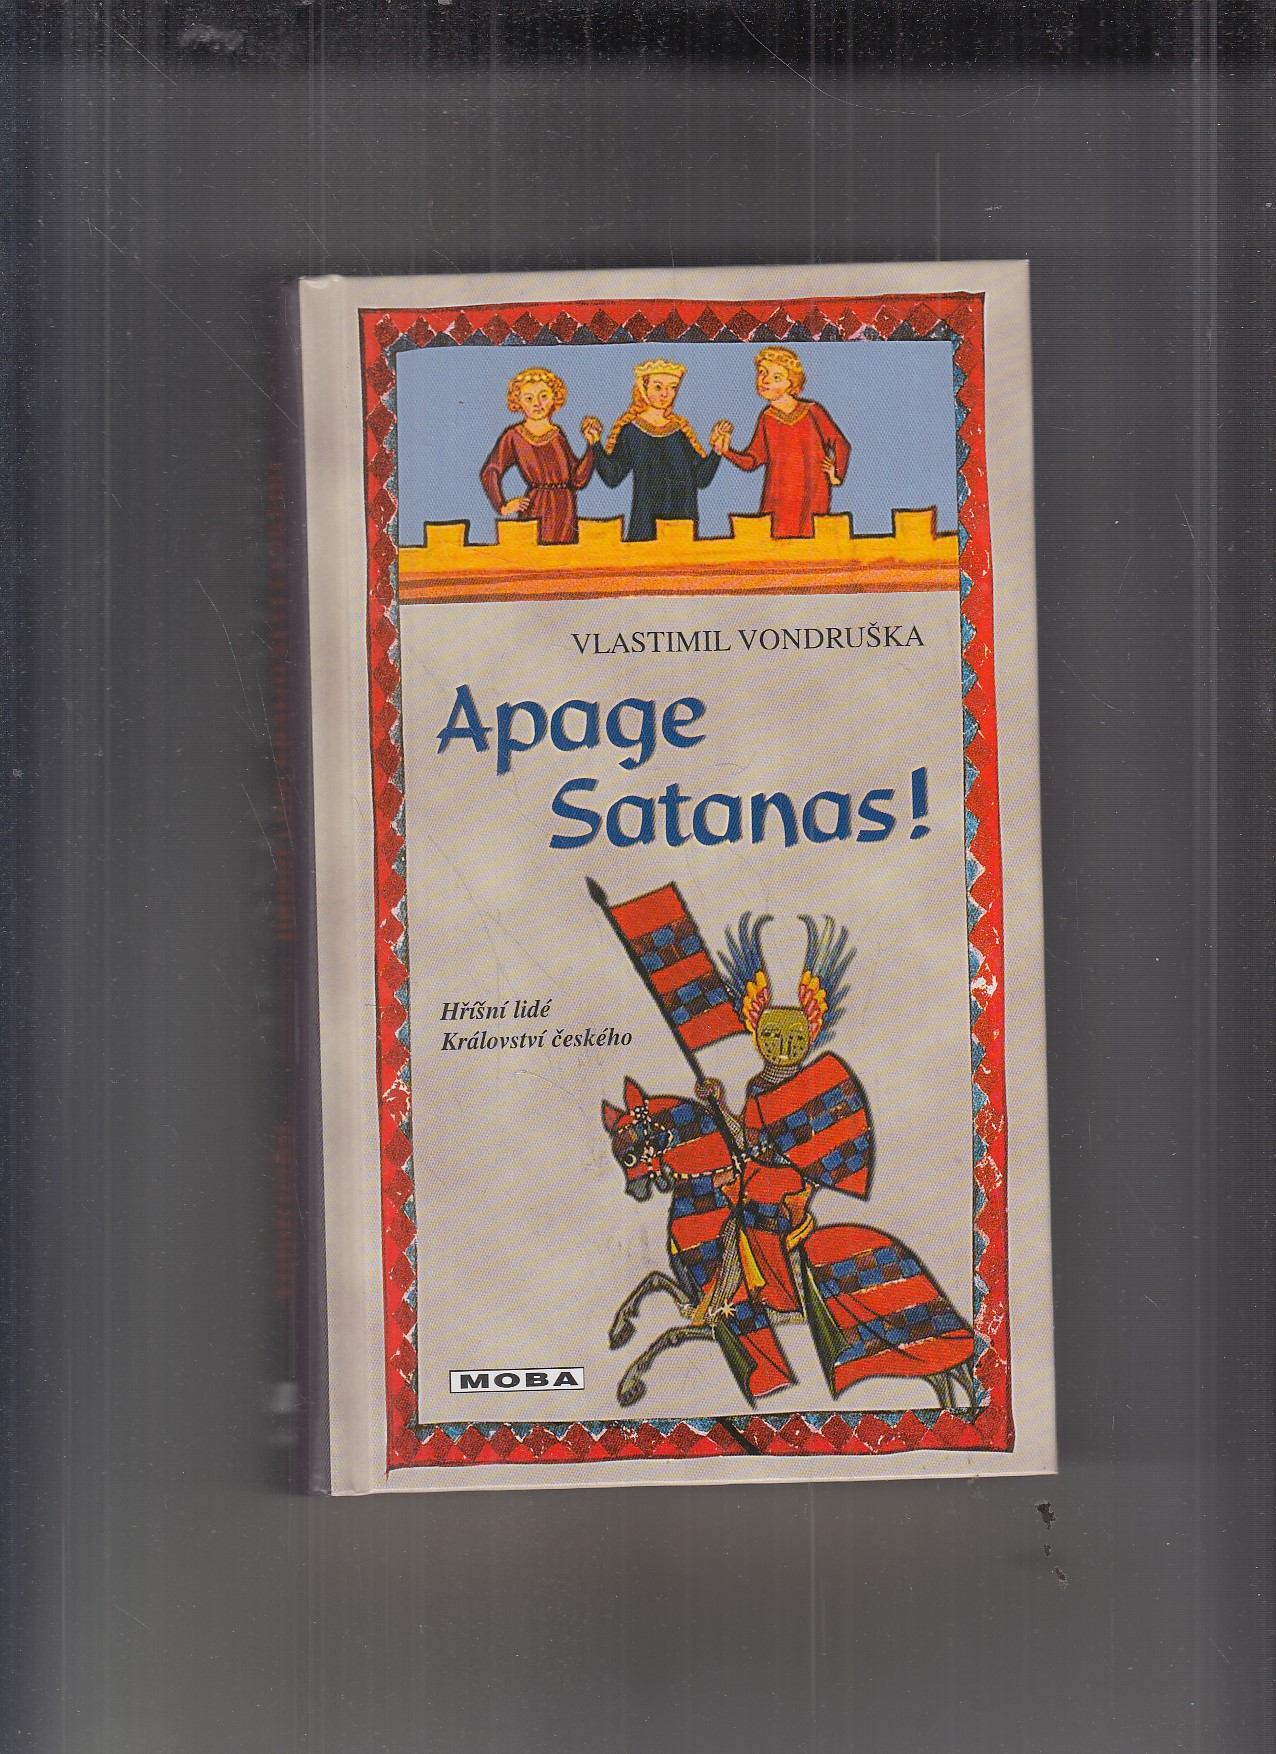 VLASTIMIL VONDRUŠKA
Apage
Satanas!
Hříšní lidé
Království českého
MOBA